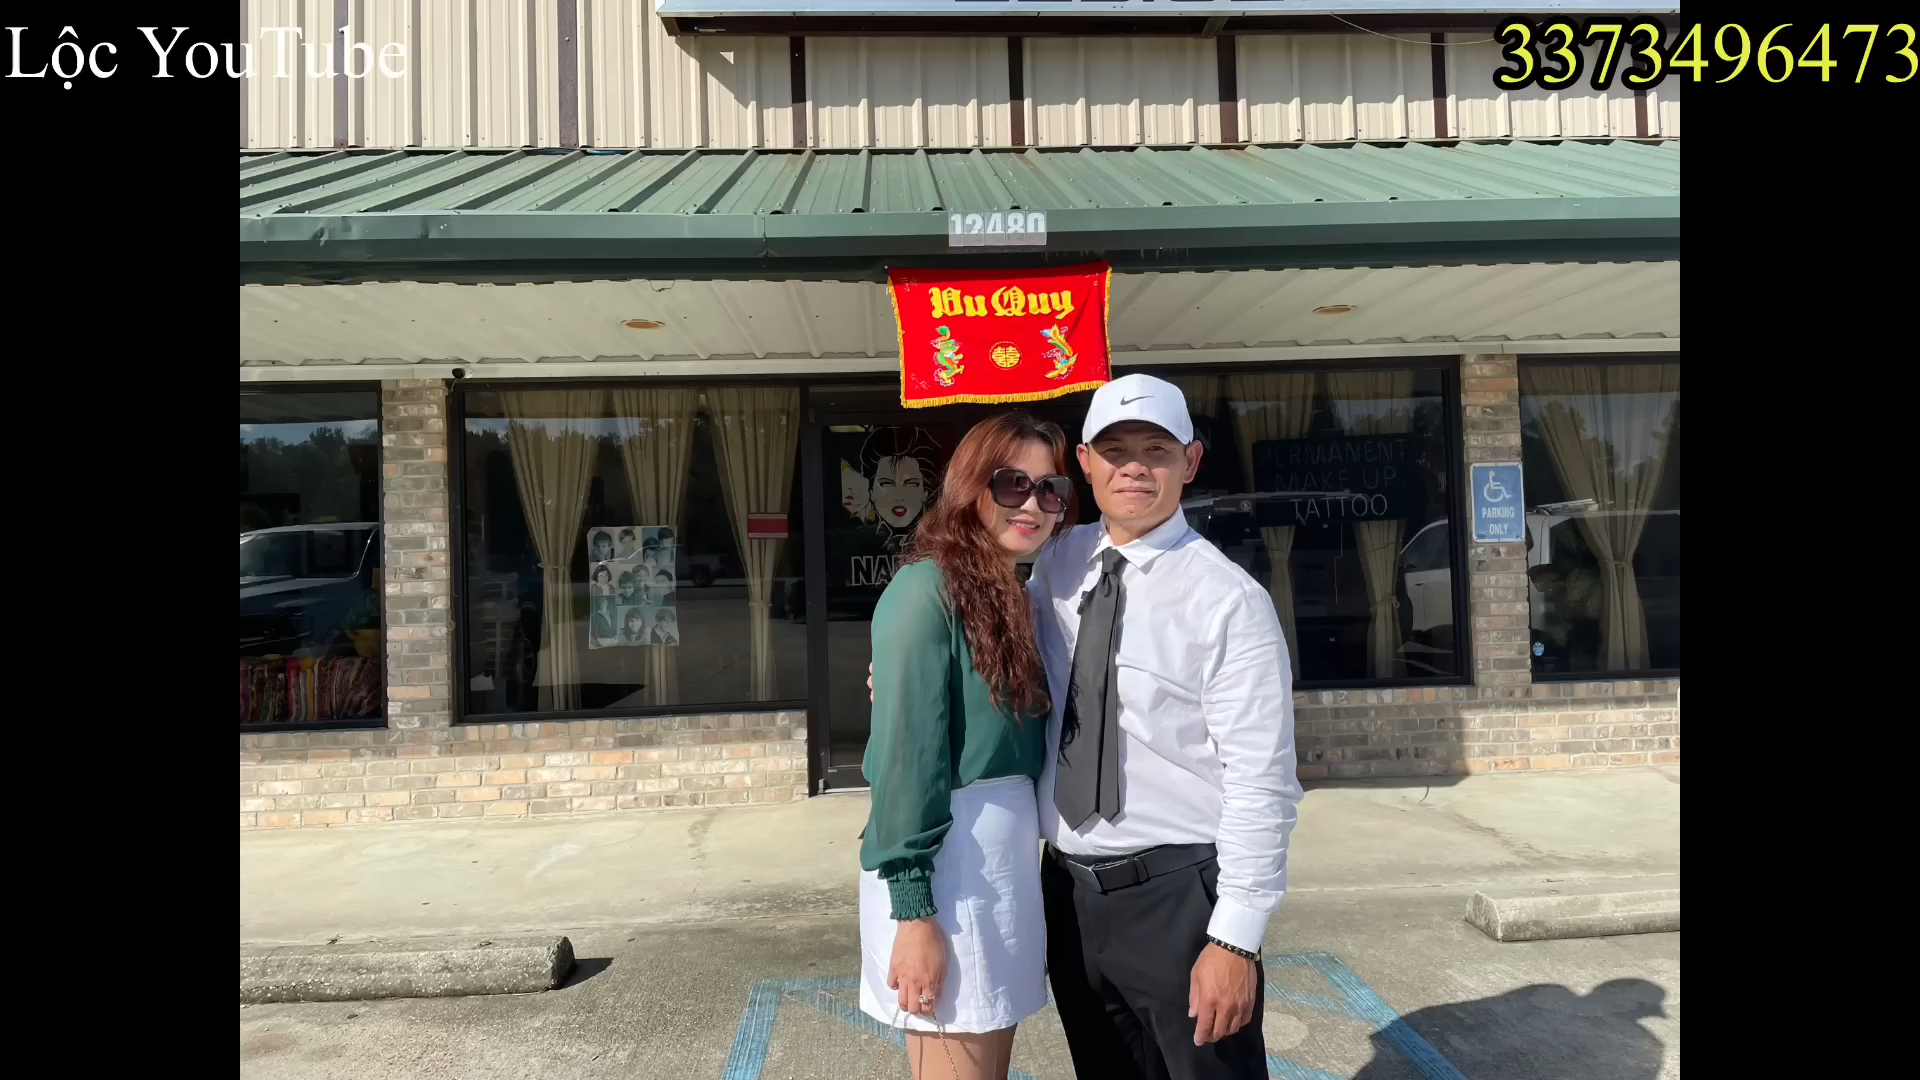 Lộc YouTube
3373496473
12480
Vu Quy
PERMANENT
MAKE UP
TATTOO
PARKING
ONLY